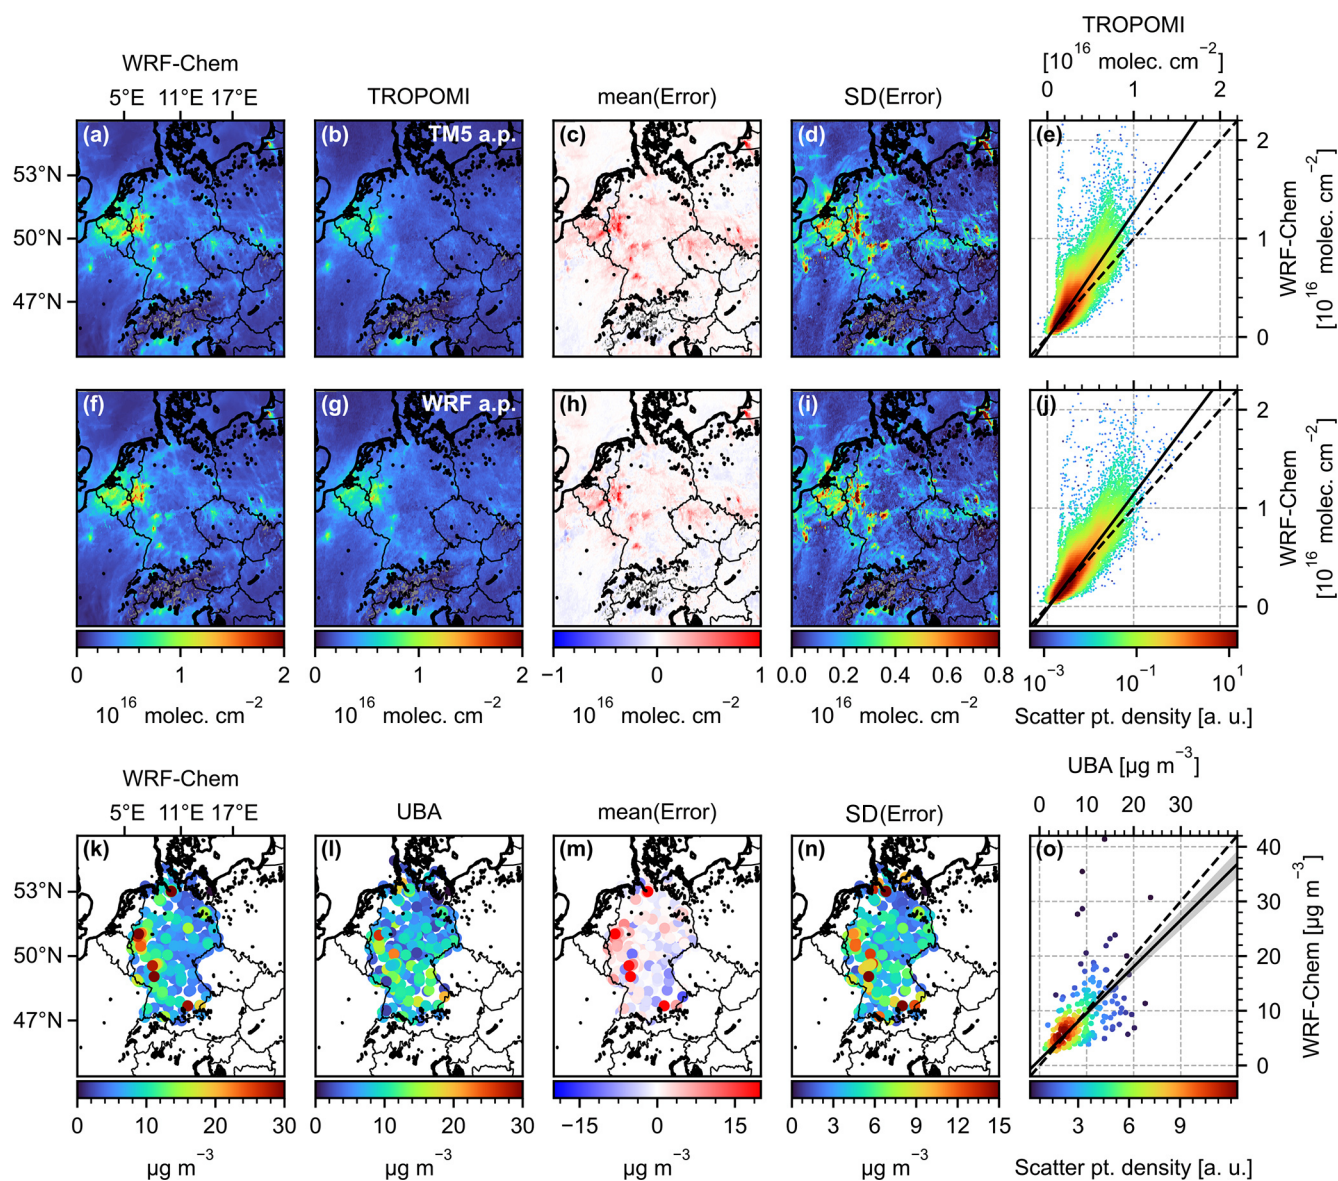 TROPOMI
[10^16 molec. cm^−2]
0 1 2
WRF-Chem
5°E 11°E 17°E
TROPOMI
mean(Error)
SD(Error)
(a)
(b) TM5 a.p.
(c)
(d)
(e)
53°N
50°N
47°N
2
1
0
WRF-Chem
[10^16 molec. cm^−2]
(f)
(g) WRF a.p.
(h)
(i)
(j)
2
1
0
WRF-Chem
[10^16 molec. cm^−2]
0 1 2
0 1 2
−1 0 1
0.0 0.2 0.4 0.6 0.8
10^−3 10^−1 10^1
10^16 molec. cm^−2
10^16 molec. cm^−2
10^16 molec. cm^−2
10^16 molec. cm^−2
Scatter pt. density [a. u.]
WRF-Chem
5°E 11°E 17°E
UBA
mean(Error)
SD(Error)
UBA [µg m^−3]
0 10 20 30
(k)
(l)
(m)
(n)
(o)
53°N
50°N
47°N
40
30
20
10
0
WRF-Chem [µg m^−3]
0 10 20 30
0 10 20 30
−15 0 15
0 3 6 9 12 15
3 6 9
µg m^−3
µg m^−3
µg m^−3
µg m^−3
Scatter pt. density [a. u.]